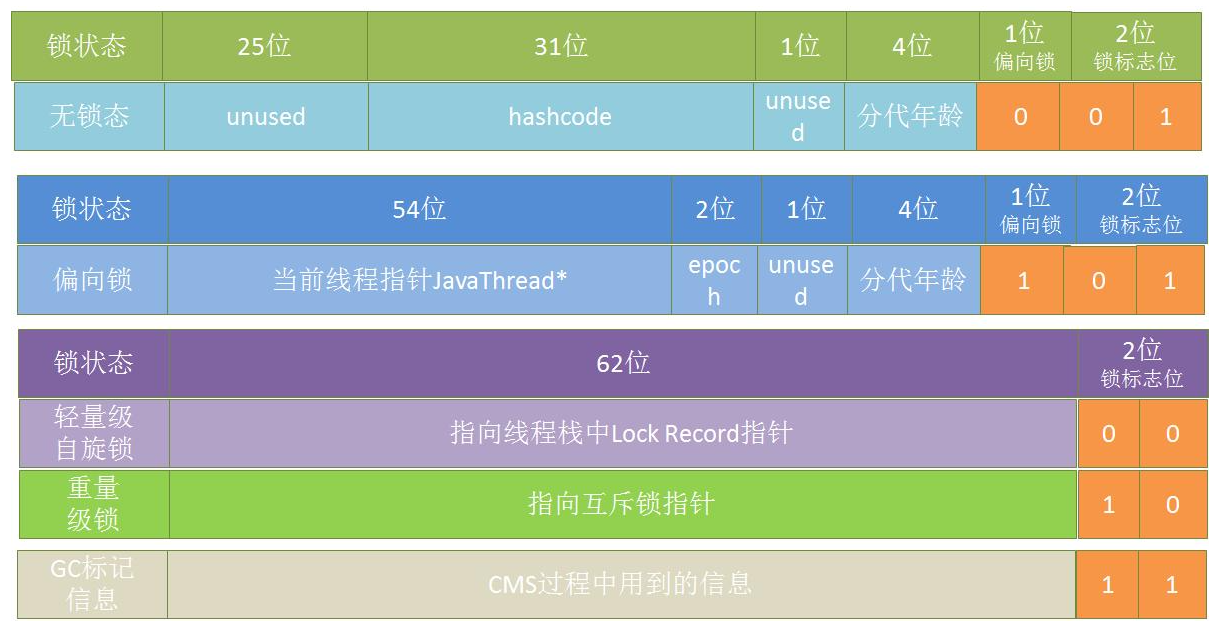 锁状态 25位 31位 1位 4位 1位 2位
偏向锁 锁标志位
无锁态 unused hashcode unuse 分代年龄 0 0 1
d
锁状态 54位 2位 1位 4位 1位 2位
偏向锁 锁标志位
偏向锁 当前线程指针JavaThread* epoc unuse 分代年龄 1 0 1
h d
锁状态 62位 2位
锁标志位
轻量级
自旋锁 指向线程栈中Lock Record指针 0 0
重量
级锁 指向互斥锁指针 1 0
GC标记
信息 CMS过程中用到的信息 1 1